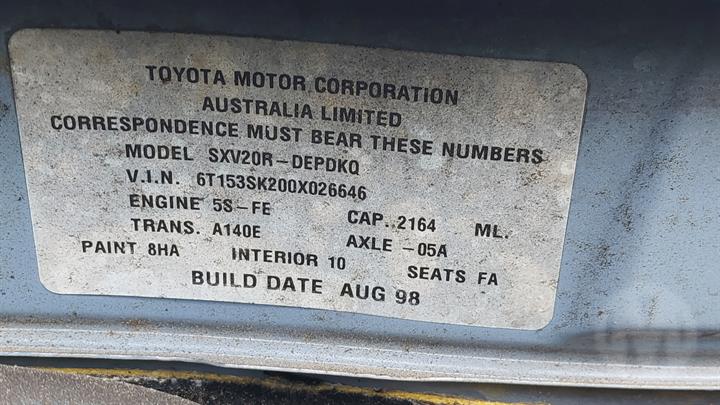 TOYOTA MOTOR CORPORATION
AUSTRALIA LIMITED
CORRESPONDENCE MUST BEAR THESE NUMBERS
MODEL SXV20R-DEPDKQ
V.I.N. 6T153SK200X026646
ENGINE 5S-FE CAP. 2164 ML.
TRANS. A140E AXLE -05A
PAINT 8HA INTERIOR 10 SEATS FA
BUILD DATE AUG 98